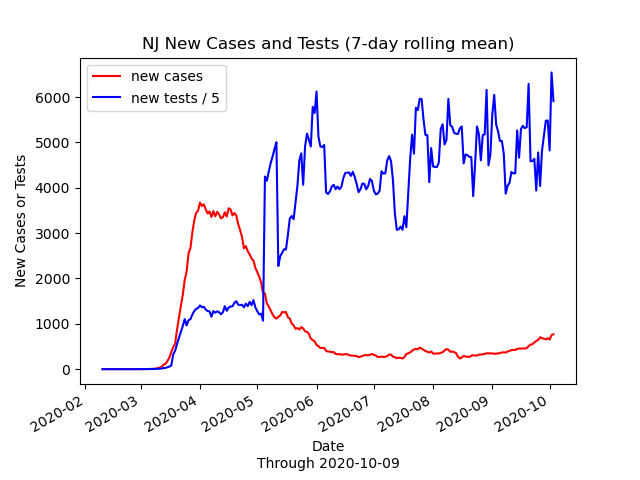 NJ New Cases and Tests (7-day rolling mean)
new cases
new tests / 5
New Cases or Tests
6000
5000
4000
3000
2000
1000
0
2020-02
2020-03
2020-04
2020-05
2020-06
2020-07
2020-08
2020-09
2020-10
Date
Through 2020-10-09